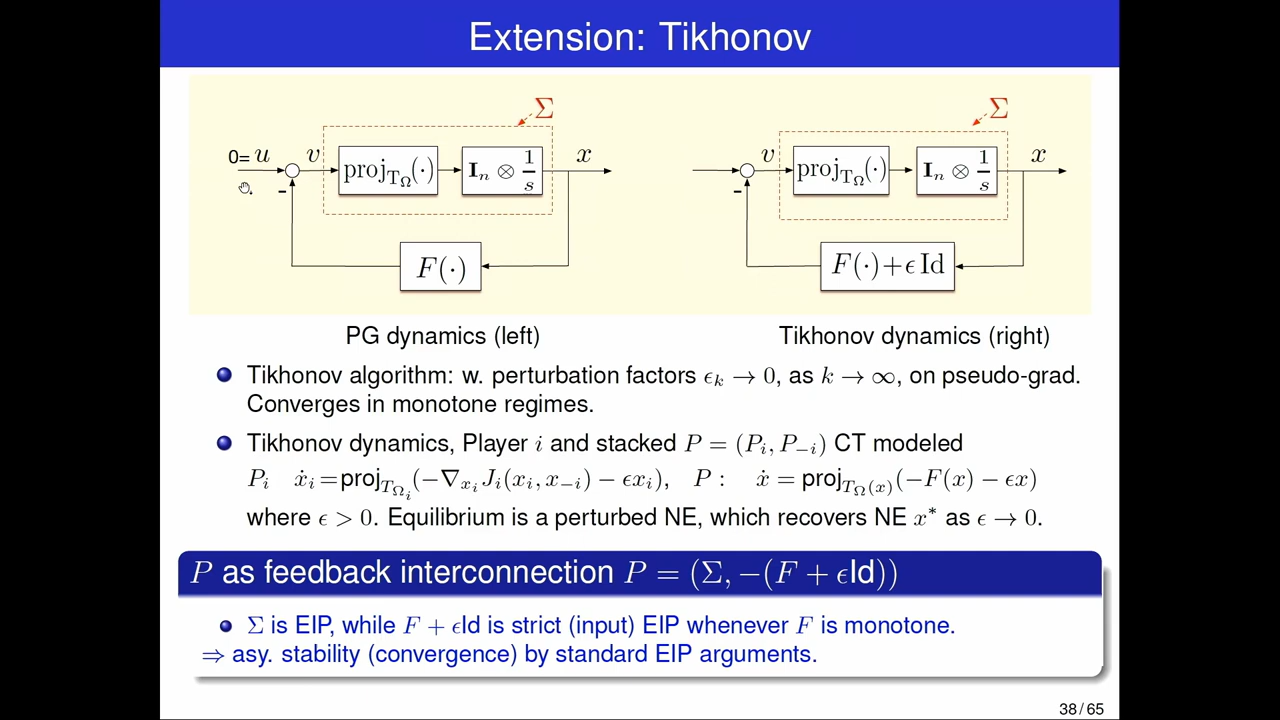 Extension: Tikhonov
Σ
0= u
v
proj_{T_Ω}(·)
I_n ⊗ 1/s
x
-
F(·)
Σ
v
proj_{T_Ω}(·)
I_n ⊗ 1/s
x
-
F(·)+ϵ Id
PG dynamics (left)
Tikhonov dynamics (right)
Tikhonov algorithm: w. perturbation factors ϵ_k → 0, as k → ∞, on pseudo-grad.
Converges in monotone regimes.
Tikhonov dynamics, Player i and stacked P = (P_i, P_{−i}) CT modeled
P_i ẋ_i=proj_{T_{Ω_i}}(−∇_{x_i}J_i(x_i, x_{−i}) − ϵx_i), P : ẋ = proj_{T_Ω(x)}(−F(x) − ϵx)
where ϵ > 0. Equilibrium is a perturbed NE, which recovers NE x* as ϵ → 0.
P as feedback interconnection P = (Σ, −(F + ϵId))
Σ is EIP, while F + ϵId is strict (input) EIP whenever F is monotone.
⇒ asy. stability (convergence) by standard EIP arguments.
38 / 65